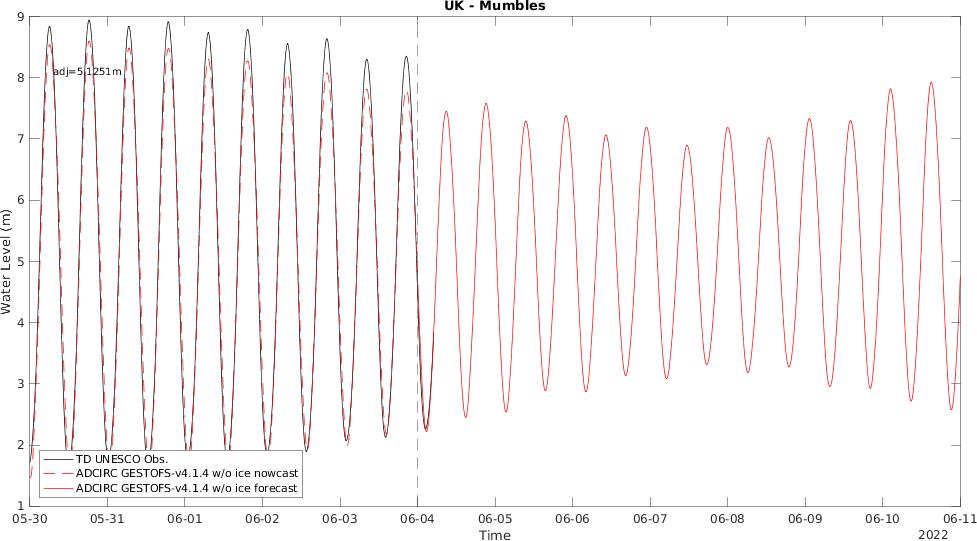 UK - Mumbles
9
8
7
6
5
4
3
2
1
Water Level (m)
adj=5.1251m
TD UNESCO Obs.
ADCIRC GESTOFS-v4.1.4 w/o ice nowcast
ADCIRC GESTOFS-v4.1.4 w/o ice forecast
05-30 05-31 06-01 06-02 06-03 06-04 06-05 06-06 06-07 06-08 06-09 06-10 06-11
Time
2022